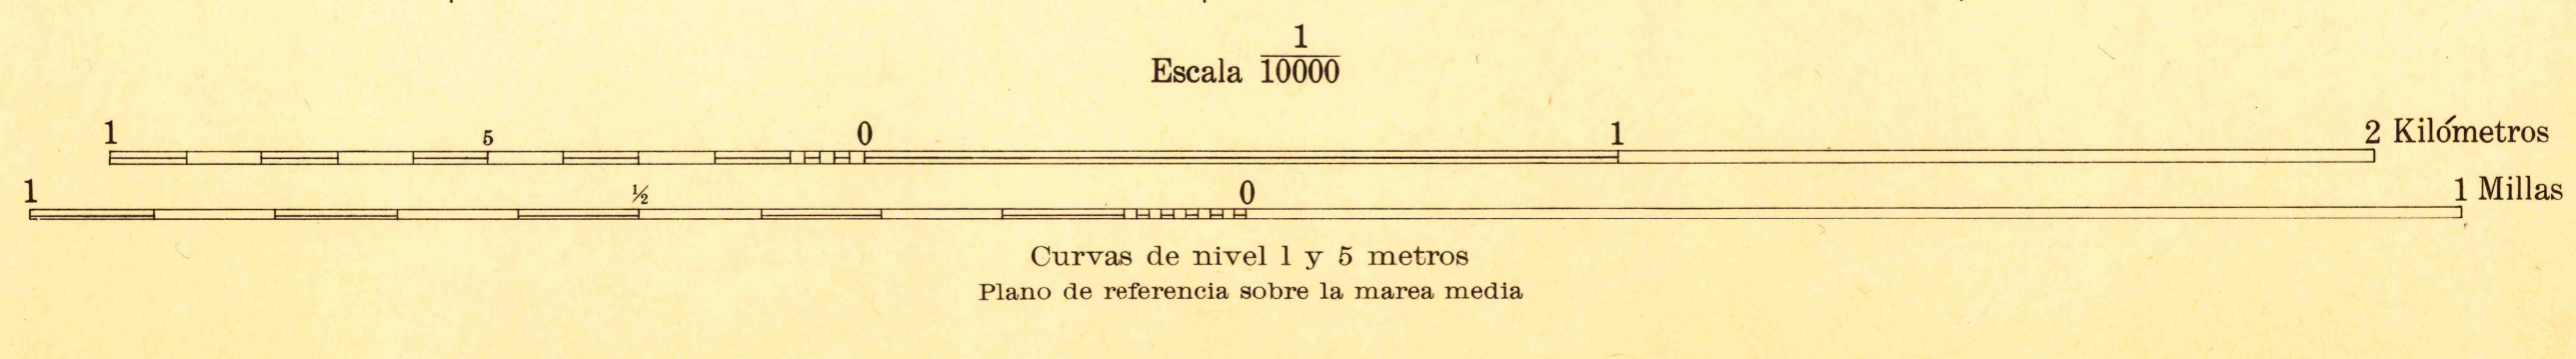 Escala 1/10000
1 5 0 1 2 Kilómetros
1 ½ 0 1 Millas
Curvas de nivel 1 y 5 metros
Plano de referencia sobre la marea media